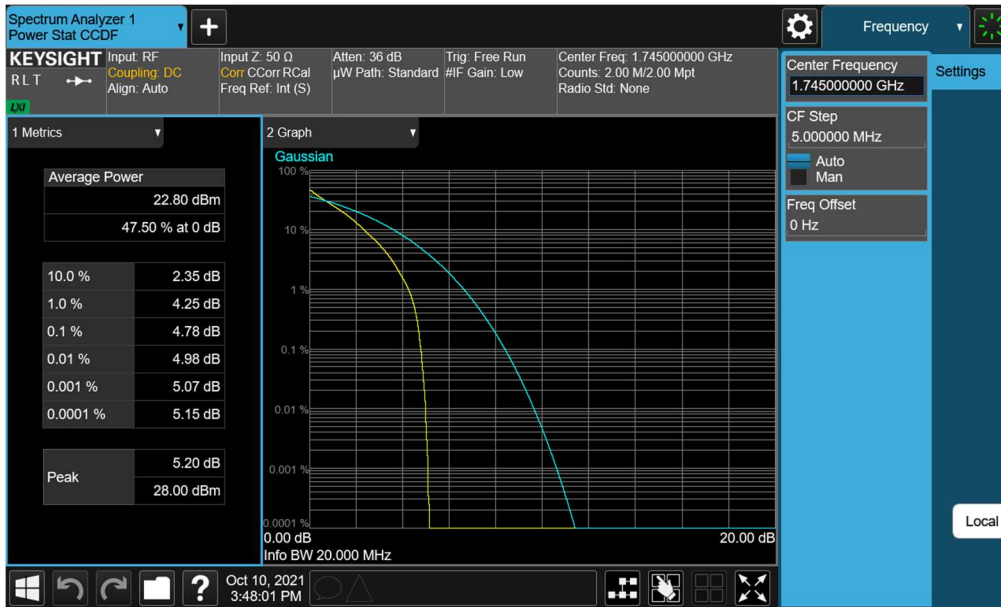 Spectrum Analyzer 1
Power Stat CCDF
Frequency
KEYSIGHT
R L T
LXI
Input: RF
Coupling: DC
Align: Auto
Input Z: 50 Ω
Corr CCorr RCal
Freq Ref: Int (S)
Atten: 36 dB
µW Path: Standard
Trig: Free Run
#IF Gain: Low
Center Freq: 1.745000000 GHz
Counts: 2.00 M/2.00 Mpt
Radio Std: None
Center Frequency
1.745000000 GHz
Settings
CF Step
5.000000 MHz
Auto
Man
Freq Offset
0 Hz
Local
1 Metrics
Average Power
22.80 dBm
47.50 % at 0 dB
10.0 % 2.35 dB
1.0 % 4.25 dB
0.1 % 4.78 dB
0.01 % 4.98 dB
0.001 % 5.07 dB
0.0001 % 5.15 dB
Peak
5.20 dB
28.00 dBm
2 Graph
Gaussian
100 %
10 %
1 %
0.1 %
0.01 %
0.001 %
0.0001 %
0.00 dB 20.00 dB
Info BW 20.000 MHz
?
Oct 10, 2021
3:48:01 PM